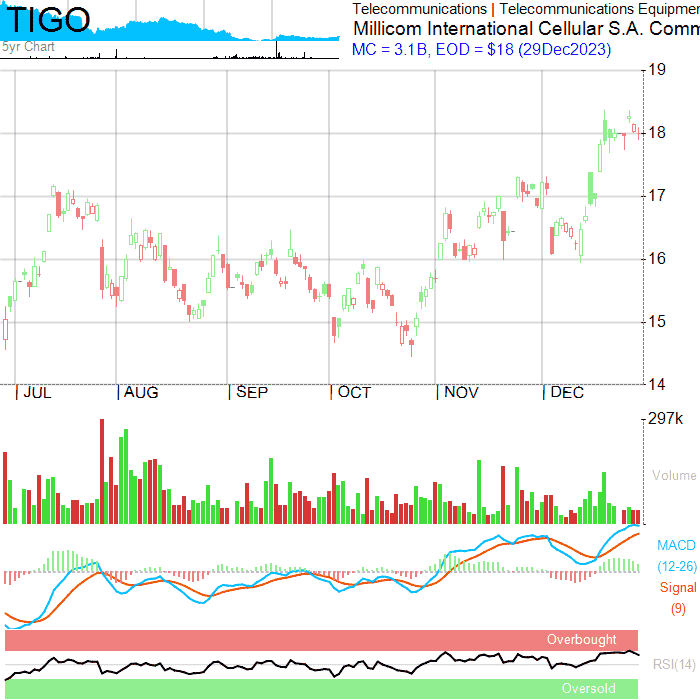 TIGO
5yr Chart
Telecommunications | Telecommunications Equipmen
Millicom International Cellular S.A. Comm
MC = 3.1B, EOD = $18 (29Dec2023)
19
18
17
16
15
14
JUL AUG SEP OCT NOV DEC
297k
Volume
MACD
(12-26)
Signal
(9)
Overbought
RSI(14)
Oversold